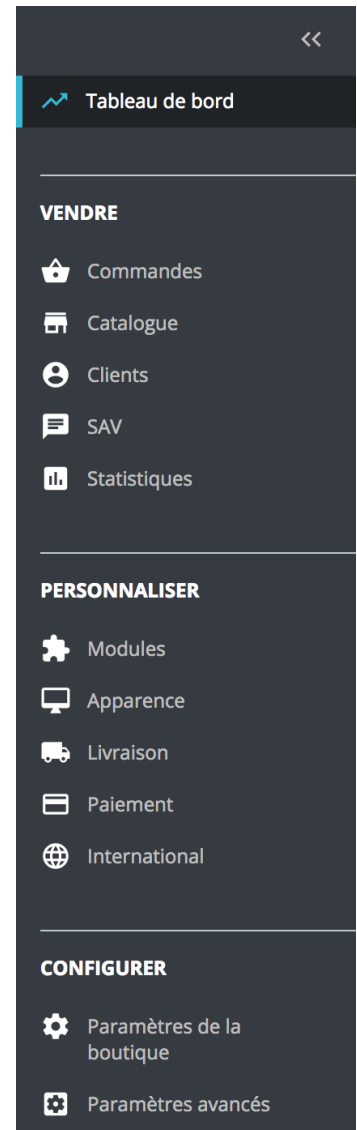 Tableau de bord
VENDRE
Commandes
Catalogue
Clients
SAV
Statistiques
PERSONNALISER
Modules
Apparence
Livraison
Paiement
International
CONFIGURER
Paramètres de la
boutique
Paramètres avancés